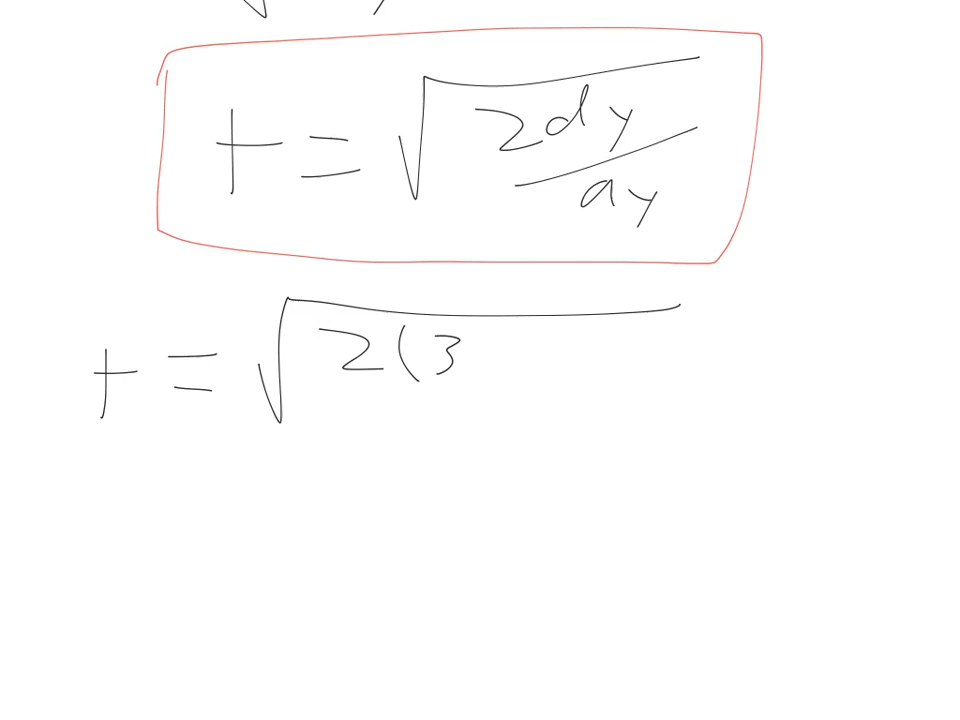 t = √(2dy/ay)
t = √2(3